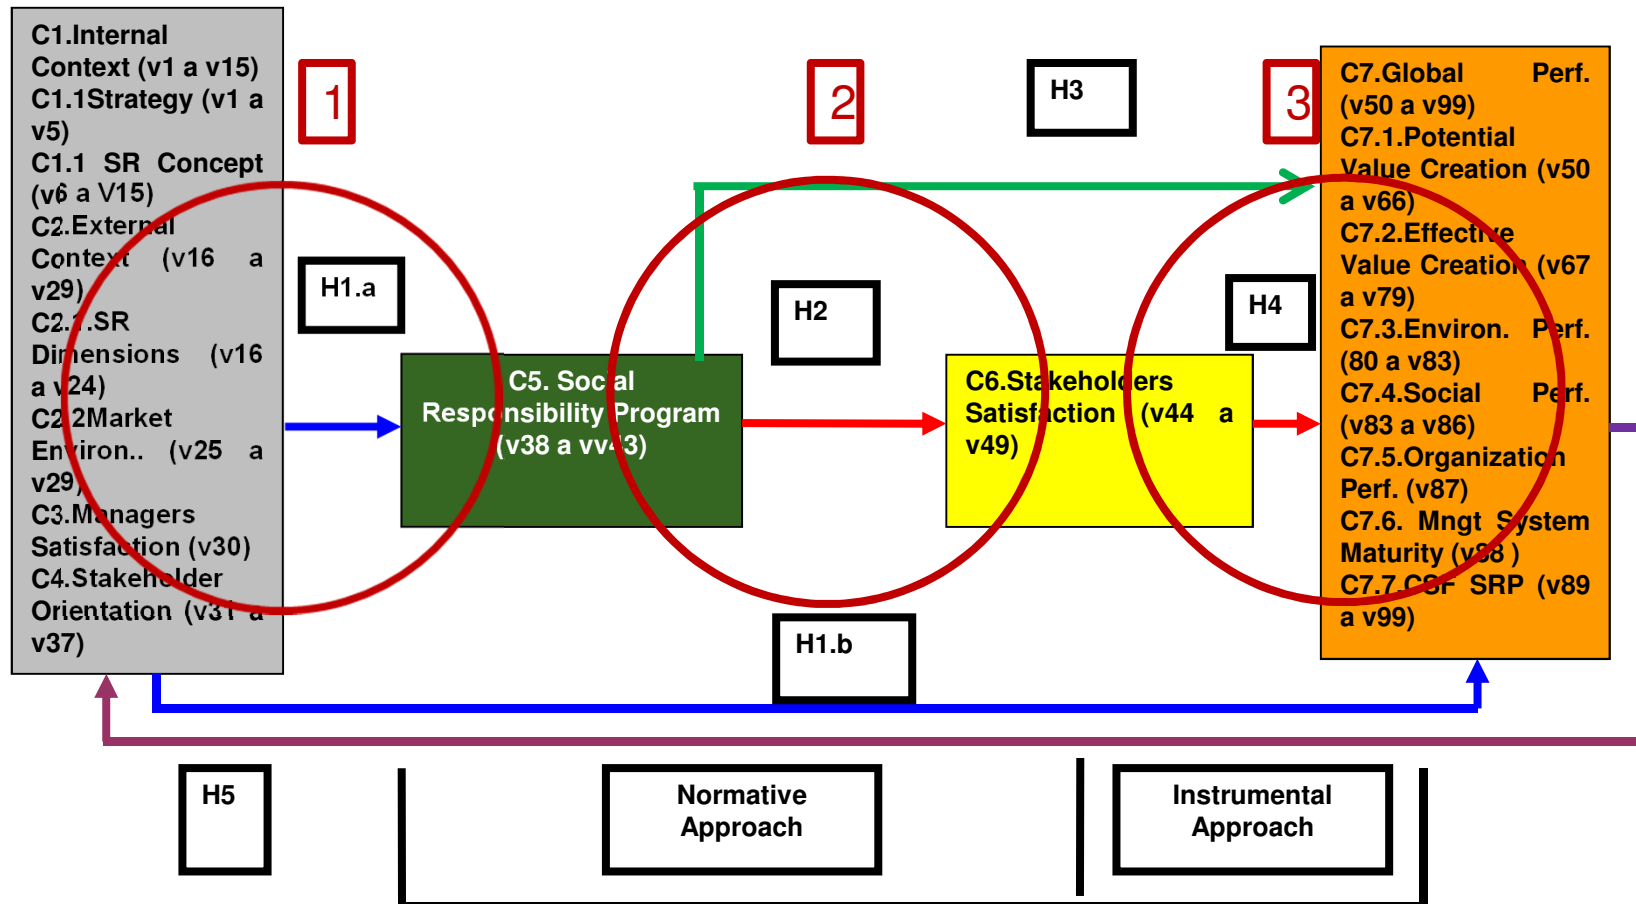 C1.Internal
Context (v1 a v15)
C1.1Strategy (v1 a
v5)
C1.1 SR Concept
(v6 a V15)
C2.External
Context (v16 a
v29)
C2.1.SR
Dimensions (v16
a v24)
C2.2Market
Environ.. (v25 a
v29)
C3.Managers
Satisfaction (v30)
C4.Stakeholder
Orientation (v31 a
v37)
1
H1.a
C5. Social
Responsibility Program
(v38 a vv43)
2
H2
H3
C6.Stakeholders
Satisfaction (v44 a
v49)
3
H4
C7.Global Perf.
(v50 a v99)
C7.1.Potential
Value Creation (v50
a v66)
C7.2.Effective
Value Creation (v67
a v79)
C7.3.Environ. Perf.
(80 a v83)
C7.4.Social Perf.
(v83 a v86)
C7.5.Organization
Perf. (v87)
C7.6. Mngt System
Maturity (v88 )
C7.7.CSF SRP (v89
a v99)
H1.b
H5
Normative
Approach
Instrumental
Approach